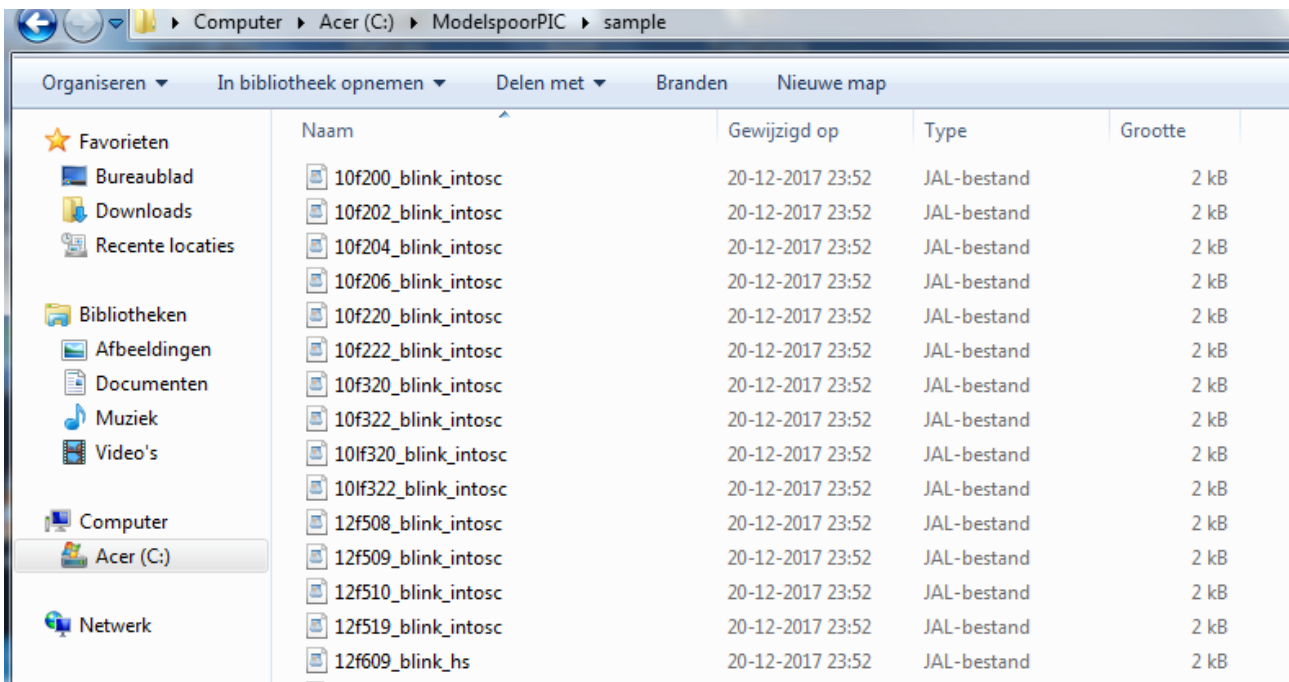 Computer Acer (C:) ModelspoorPIC sample
Organiseren In bibliotheek opnemen Delen met Branden Nieuwe map
Favorieten
Bureaublad
Downloads
Recente locaties
Bibliotheken
Afbeeldingen
Documenten
Muziek
Video's
Computer
Acer (C:)
Netwerk
Naam Gewijzigd op Type Grootte
10f200_blink_intosc 20-12-2017 23:52 JAL-bestand 2 kB
10f202_blink_intosc 20-12-2017 23:52 JAL-bestand 2 kB
10f204_blink_intosc 20-12-2017 23:52 JAL-bestand 2 kB
10f206_blink_intosc 20-12-2017 23:52 JAL-bestand 2 kB
10f220_blink_intosc 20-12-2017 23:52 JAL-bestand 2 kB
10f222_blink_intosc 20-12-2017 23:52 JAL-bestand 2 kB
10f320_blink_intosc 20-12-2017 23:52 JAL-bestand 2 kB
10f322_blink_intosc 20-12-2017 23:52 JAL-bestand 2 kB
10lf320_blink_intosc 20-12-2017 23:52 JAL-bestand 2 kB
10lf322_blink_intosc 20-12-2017 23:52 JAL-bestand 2 kB
12f508_blink_intosc 20-12-2017 23:52 JAL-bestand 2 kB
12f509_blink_intosc 20-12-2017 23:52 JAL-bestand 2 kB
12f510_blink_intosc 20-12-2017 23:52 JAL-bestand 2 kB
12f519_blink_intosc 20-12-2017 23:52 JAL-bestand 2 kB
12f609_blink_hs 20-12-2017 23:52 JAL-bestand 2 kB